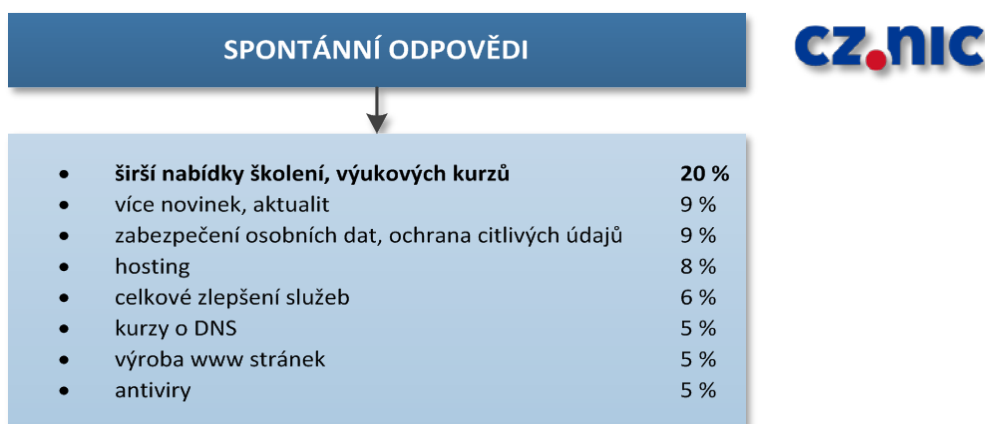 SPONTÁNNÍ ODPOVĚDI
cz.nic
• širší nabídky školení, výukových kurzů 20 %
• více novinek, aktualit 9 %
• zabezpečení osobních dat, ochrana citlivých údajů 9 %
• hosting 8 %
• celkové zlepšení služeb 6 %
• kurzy o DNS 5 %
• výroba www stránek 5 %
• antiviry 5 %